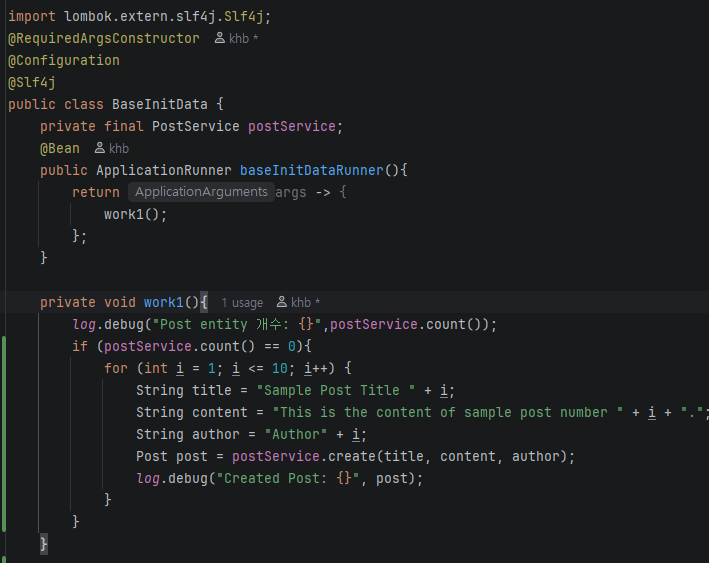 import lombok.extern.slf4j.Slf4j;
@RequiredArgsConstructor khb *
@Configuration
@Slf4j
public class BaseInitData {
    private final PostService postService;
    @Bean khb
    public ApplicationRunner baseInitDataRunner(){
        return ApplicationArguments args -> {
            work1();
        };
    }
    private void work1(){ 1 usage khb *
        log.debug("Post entity 개수: {}",postService.count());
        if (postService.count() == 0){
            for (int i = 1; i <= 10; i++) {
                String title = "Sample Post Title " + i;
                String content = "This is the content of sample post number " + i + ".";
                String author = "Author" + i;
                Post post = postService.create(title, content, author);
                log.debug("Created Post: {}", post);
            }
        }
    }